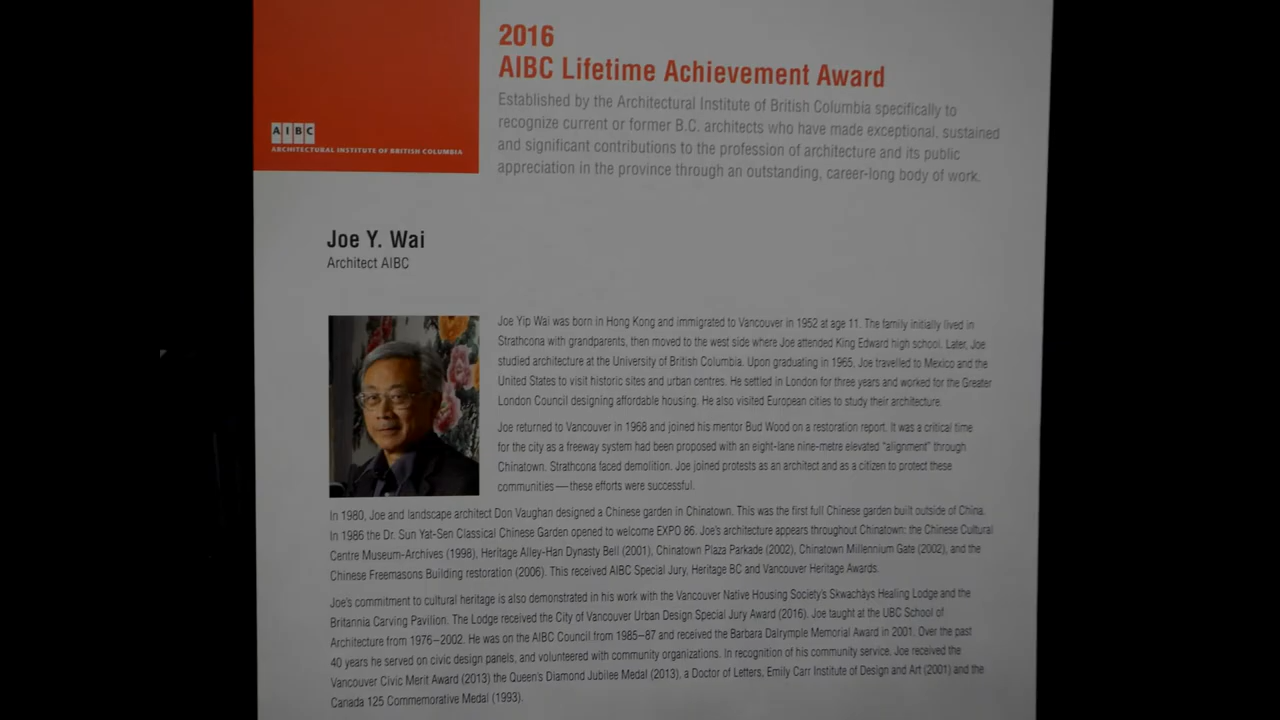 2016
AIBC Lifetime Achievement Award
Established by the Architectural Institute of British Columbia specifically to
recognize current or former B.C. architects who have made exceptional, sustained
and significant contributions to the profession of architecture and its public
appreciation in the province through an outstanding, career-long body of work.
AIBC
ARCHITECTURAL INSTITUTE OF BRITISH COLUMBIA
Joe Y. Wai
Architect AIBC
Joe Yip Wai was born in Hong Kong and immigrated to Vancouver in 1952 at age 11. The family initially lived in
Strathcona with grandparents, then moved to the west side where Joe attended King Edward high school. Later, Joe
studied architecture at the University of British Columbia. Upon graduating in 1965, Joe travelled to Mexico and the
United States to visit historic sites and urban centres. He settled in London for three years and worked for the Greater
London Council designing affordable housing. He also visited European cities to study their architecture.
Joe returned to Vancouver in 1968 and joined his mentor Bud Wood on a restoration report. It was a critical time
for the city as a freeway system had been proposed with an eight-lane nine-metre elevated "alignment" through
Chinatown. Strathcona faced demolition. Joe joined protests as an architect and as a citizen to protect these
communities—these efforts were successful.
In 1980, Joe and landscape architect Don Vaughan designed a Chinese garden in Chinatown. This was the first full Chinese garden built outside of China.
In 1986 the Dr. Sun Yat-Sen Classical Chinese Garden opened to welcome EXPO 86. Joe's architecture appears throughout Chinatown: the Chinese Cultural
Centre Museum-Archives (1998), Heritage Alley-Han Dynasty Bell (2001), Chinatown Plaza Parkade (2002), Chinatown Millennium Gate (2002), and the
Chinese Freemasons Building restoration (2006). This received AIBC Special Jury, Heritage BC and Vancouver Heritage Awards.
Joe's commitment to cultural heritage is also demonstrated in his work with the Vancouver Native Housing Society's Skwachàys Healing Lodge and the
Britannia Carving Pavilion. The Lodge received the City of Vancouver Urban Design Special Jury Award (2016). Joe taught at the UBC School of
Architecture from 1976–2002. He was on the AIBC Council from 1985–87 and received the Barbara Dalrymple Memorial Award in 2001. Over the past
40 years he served on civic design panels, and volunteered with community organizations. In recognition of his community service, Joe received the
Vancouver Civic Merit Award (2013) the Queen's Diamond Jubilee Medal (2013), a Doctor of Letters, Emily Carr Institute of Design and Art (2001) and the
Canada 125 Commemorative Medal (1993).